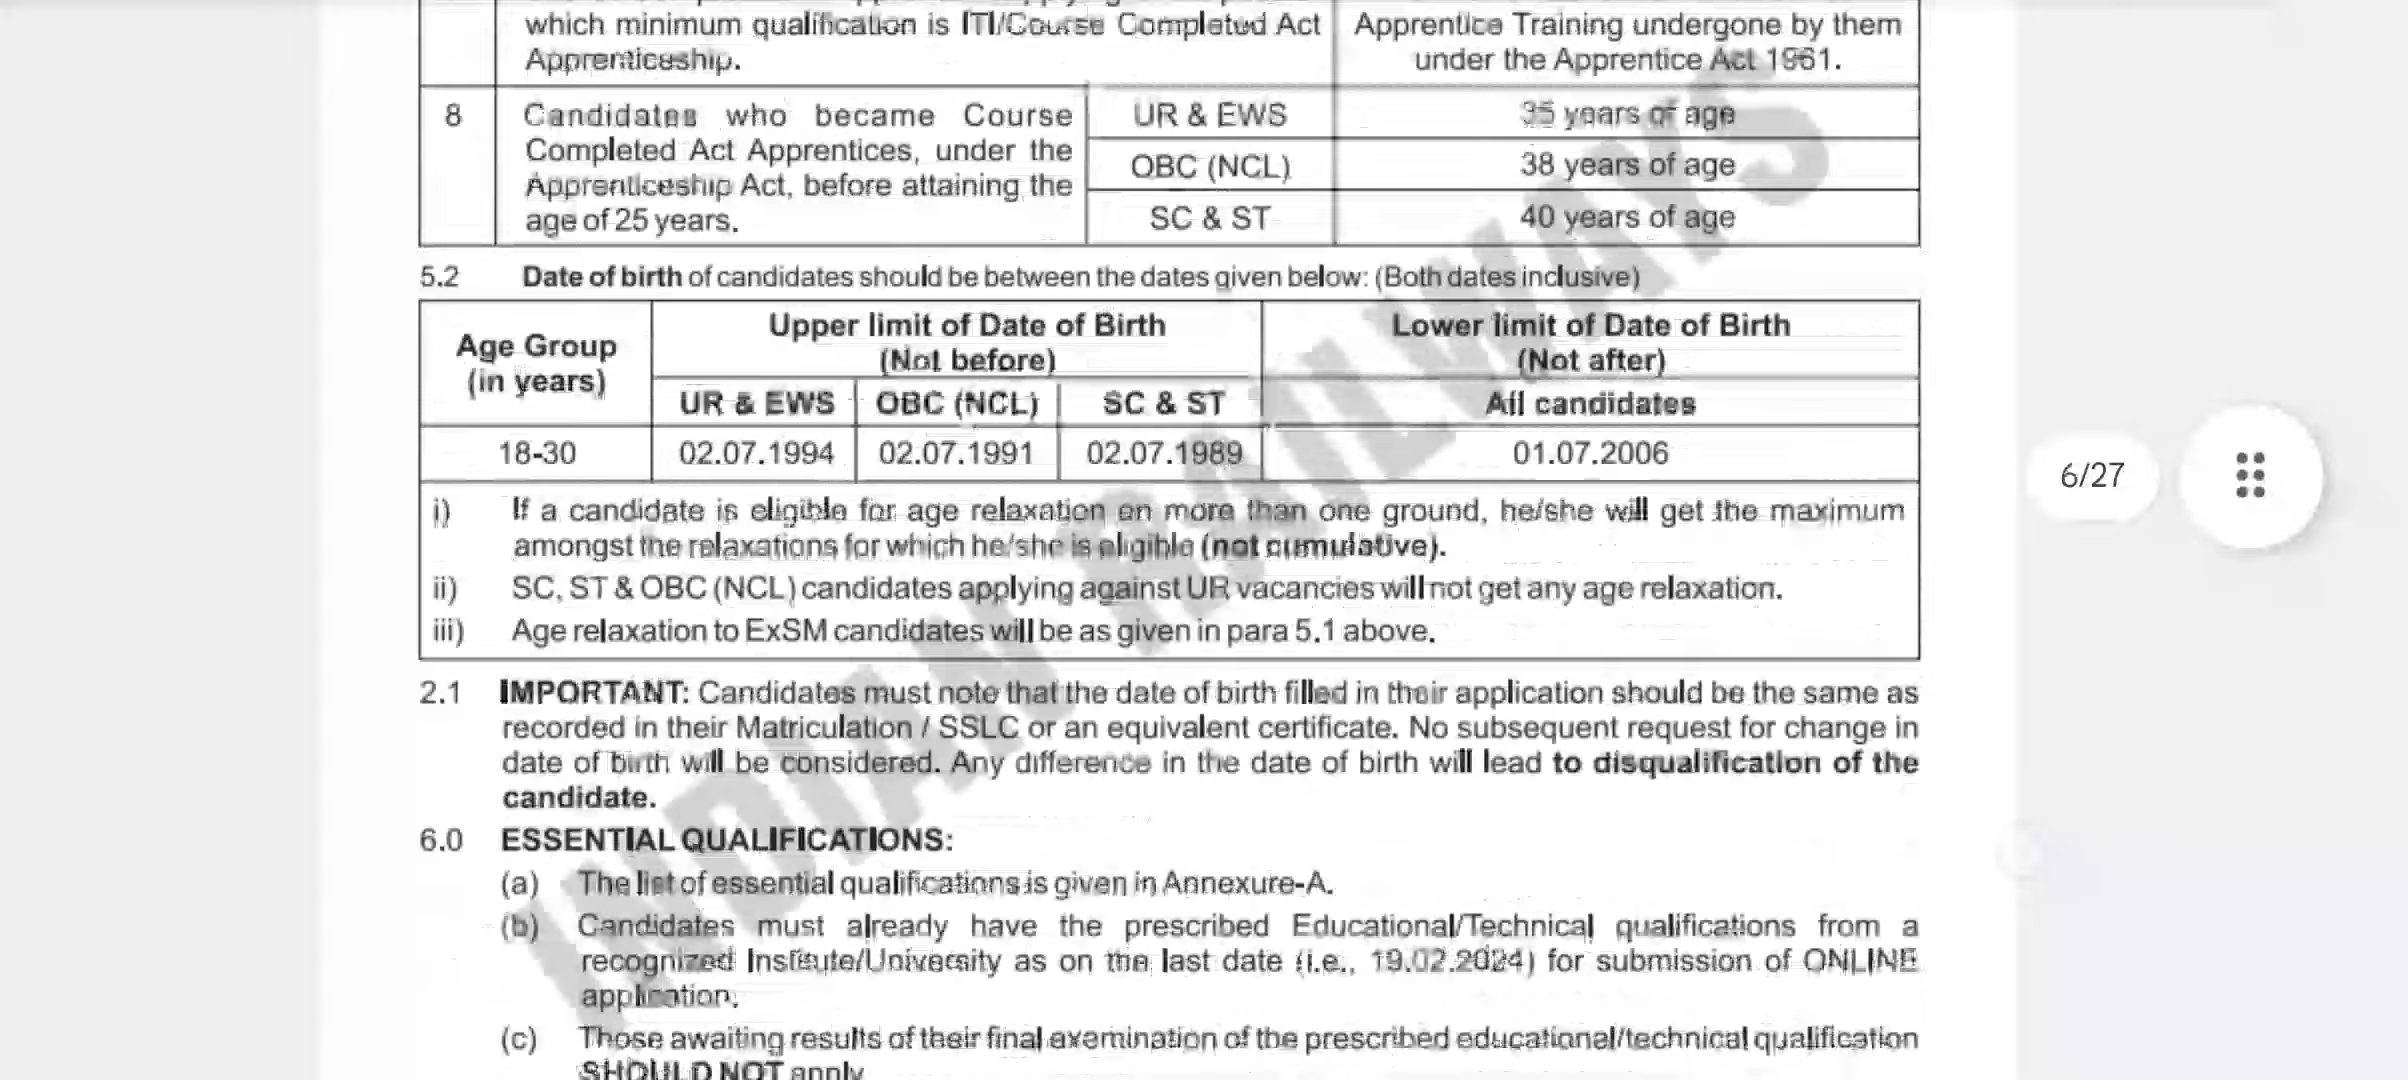 which minimum qualification is ITI/Course Completed Act Apprenticeship.
Apprentice Training undergone by them under the Apprentice Act 1961.
8 Candidates who became Course Completed Act Apprentices, under the Apprenticeship Act, before attaining the age of 25 years.
UR & EWS 35 years of age
OBC (NCL) 38 years of age
SC & ST 40 years of age
5.2 Date of birth of candidates should be between the dates given below: (Both dates inclusive)
Age Group (in years)
Upper limit of Date of Birth (Not before)
Lower limit of Date of Birth (Not after)
UR & EWS OBC (NCL) SC & ST All candidates
18-30 02.07.1994 02.07.1991 02.07.1989 01.07.2006
i) If a candidate is eligible for age relaxation on more than one ground, he/she will get the maximum
amongst the relaxations for which he/she is eligible (not cumulative).
ii) SC, ST & OBC (NCL) candidates applying against UR vacancies will not get any age relaxation.
iii) Age relaxation to ExSM candidates will be as given in para 5.1 above.
2.1 IMPORTANT: Candidates must note that the date of birth filled in their application should be the same as
recorded in their Matriculation / SSLC or an equivalent certificate. No subsequent request for change in
date of birth will be considered. Any difference in the date of birth will lead to disqualification of the
candidate.
6.0 ESSENTIAL QUALIFICATIONS:
(a) The list of essential qualifications is given in Annexure-A.
(b) Candidates must already have the prescribed Educational/Technical qualifications from a
recognized Institute/University as on the last date (i.e., 19.02.2024) for submission of ONLINE
application.
(c) Those awaiting results of their final examination of the prescribed educational/technical qualification
SHOULD NOT apply
INDIAN RAILWAYS
6/27